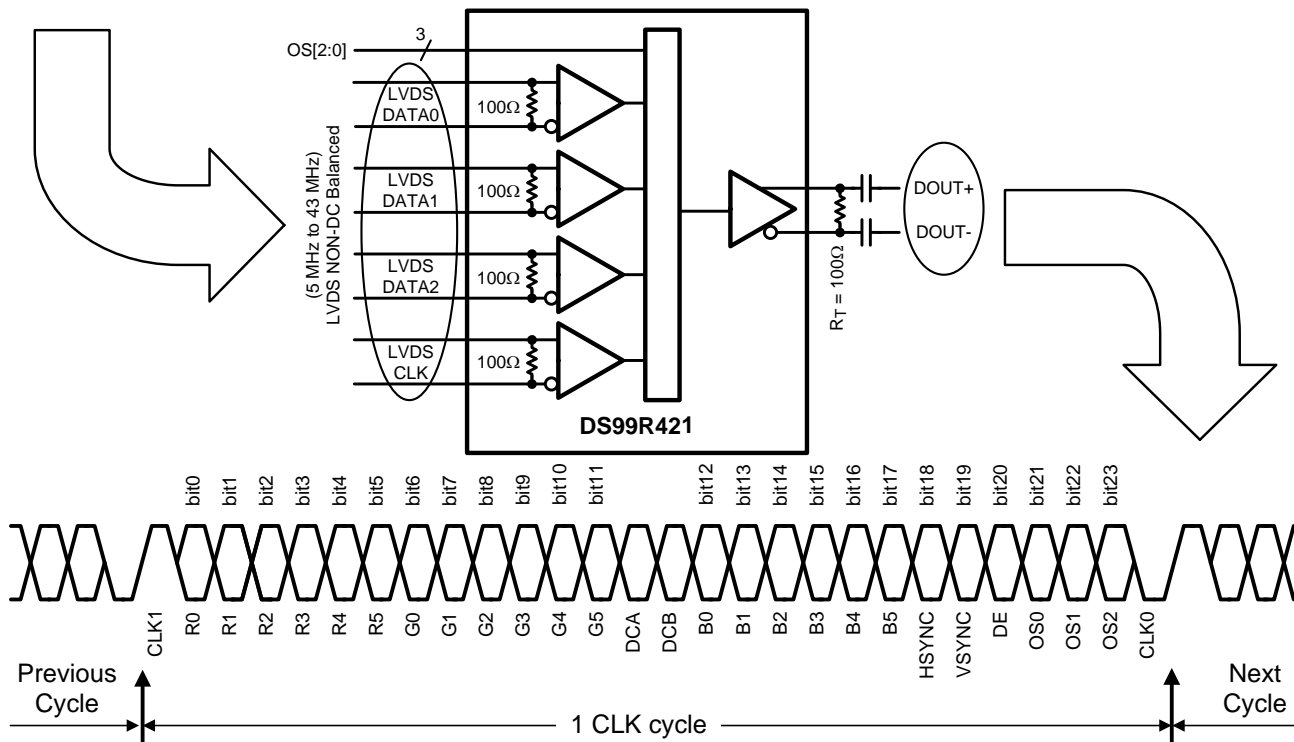 OS[2:0]
3
(5 MHz to 43 MHz)
LVDS NON-DC Balanced
LVDS
DATA0
100Ω
LVDS
DATA1
100Ω
LVDS
DATA2
100Ω
LVDS
CLK
100Ω
DS99R421
DOUT+
DOUT-
RT = 100Ω
bit0 bit1 bit2 bit3 bit4 bit5 bit6 bit7 bit8 bit9 bit10 bit11 bit12 bit13 bit14 bit15 bit16 bit17 bit18 bit19 bit20 bit21 bit22 bit23
CLK1 R0 R1 R2 R3 R4 R5 G0 G1 G2 G3 G4 G5 DCA DCB B0 B1 B2 B3 B4 B5 HSYNC VSYNC DE OS0 OS1 OS2 CLK0
Previous
Cycle
1 CLK cycle
Next
Cycle